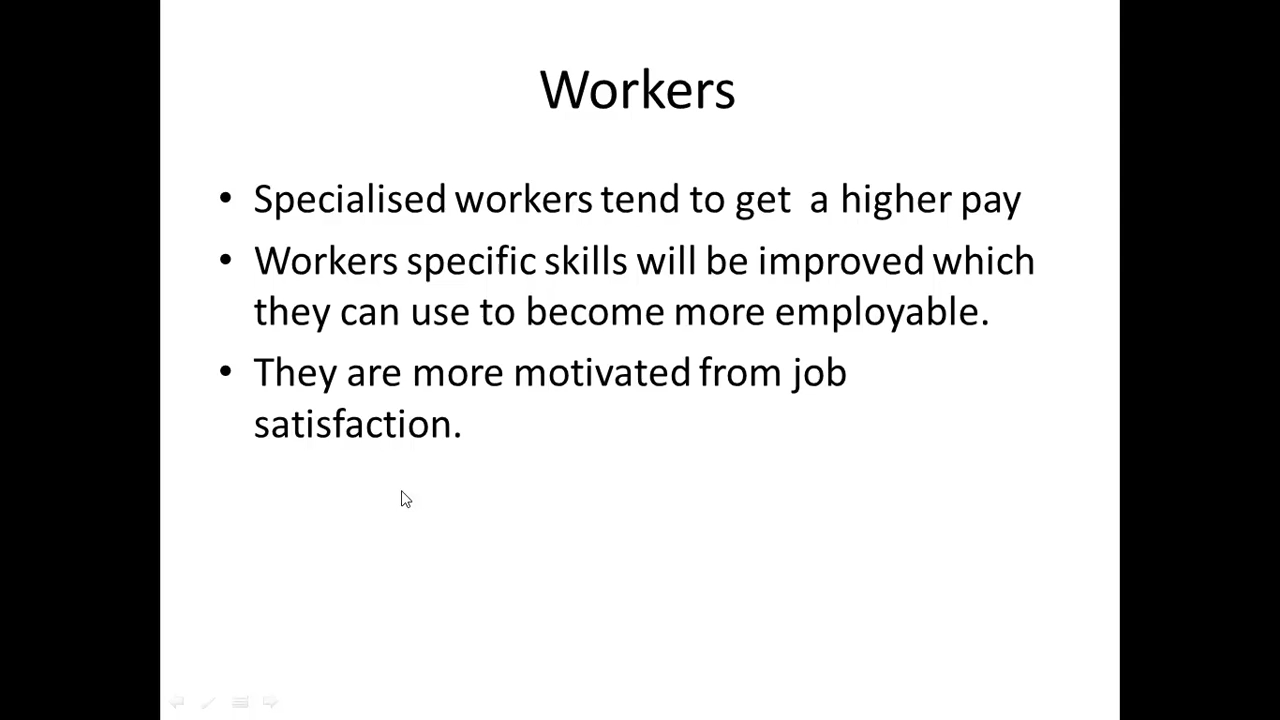 Workers
• Specialised workers tend to get  a higher pay
• Workers specific skills will be improved which
they can use to become more employable.
• They are more motivated from job
satisfaction.